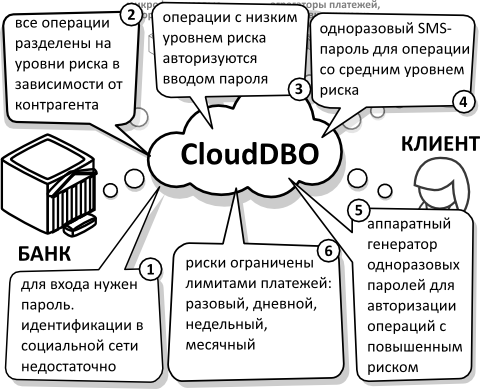 платежей,
2
все операции
разделены на
уровни риска в
зависимости от
контрагента
операции с низким
уровнем риска
авторизуются
вводом пароля
3
одноразовый SMS-
пароль для операции
со средним уровнем
риска
4
CloudDBO
КЛИЕНТ
БАНК
1
для входа нужен
пароль.
идентификации в
социальной сети
недостаточно
6
риски ограничены
лимитами платежей:
разовый, дневной,
недельный,
месячный
5
аппаратный
генератор
одноразовых
паролей для
авторизации
операций с
повышенным
риском